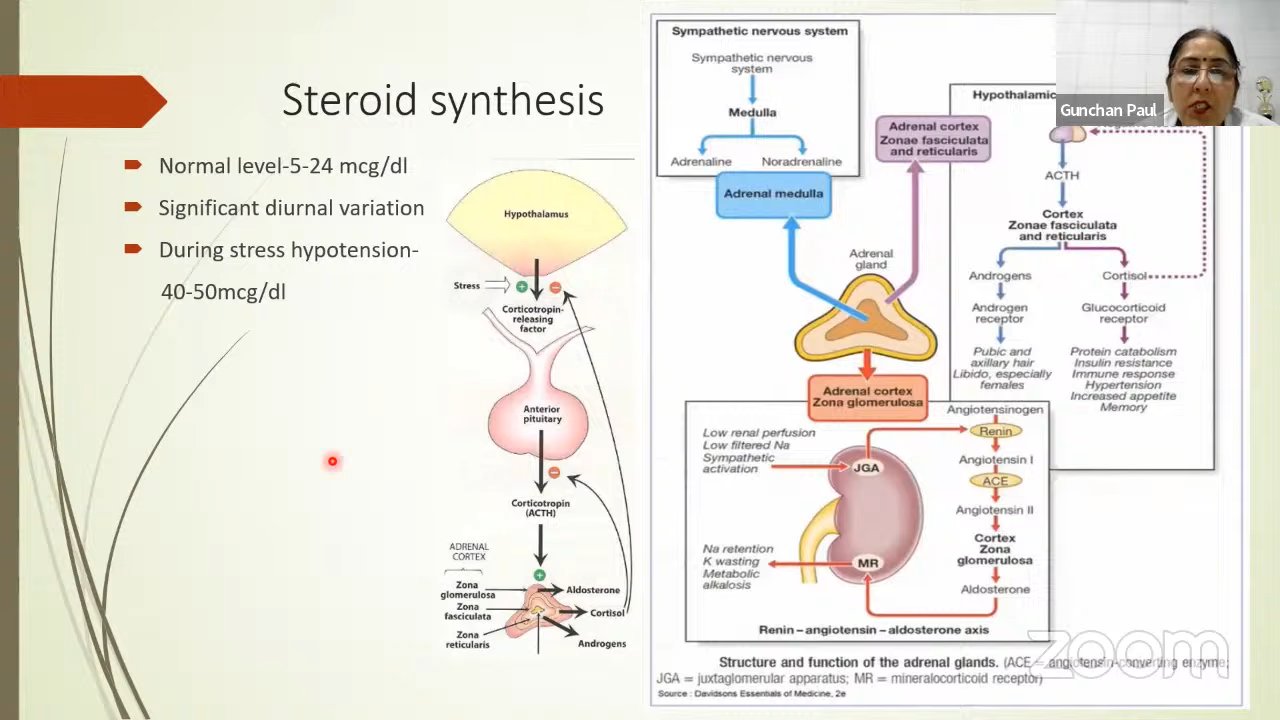 Steroid synthesis
Normal level-5-24 mcg/dl
Significant diurnal variation
During stress hypotension-
40-50mcg/dl
Hypothalamus
Stress
+
−
Corticotropin-
releasing
factor
Anterior
pituitary
−
Corticotropin
(ACTH)
ADRENAL
CORTEX
+
Zona
glomerulosa
Zona
fasciculata
Zona
reticularis
Aldosterone
Cortisol
Androgens
Sympathetic nervous system
Sympathetic nervous
system
Medulla
Adrenaline
Noradrenaline
Adrenal medulla
Adrenal cortex
Zonae fasciculata
and reticularis
Adrenal
gland
Adrenal cortex
Zona glomerulosa
Hypothalamic
Gunchan Paul
ACTH
Cortex
Zonae fasciculata
and reticularis
Androgens
Cortisol
Androgen
receptor
Glucocorticoid
receptor
Pubic and
axillary hair
Libido, especially
females
Protein catabolism
Insulin resistance
Immune response
Hypertension
Increased appetite
Memory
Low renal perfusion
Low filtered Na
Sympathetic
activation
JGA
Angiotensinogen
Renin
Angiotensin I
ACE
Angiotensin II
Cortex
Zona
glomerulosa
Aldosterone
MR
Na retention
K wasting
Metabolic
alkalosis
Renin – angiotensin – aldosterone axis
zoom
Structure and function of the adrenal glands. (ACE = angiotensin-converting enzyme;
JGA = juxtaglomerular apparatus; MR = mineralocorticoid receptor)
Source : Davidsons Essentials of Medicine, 2e